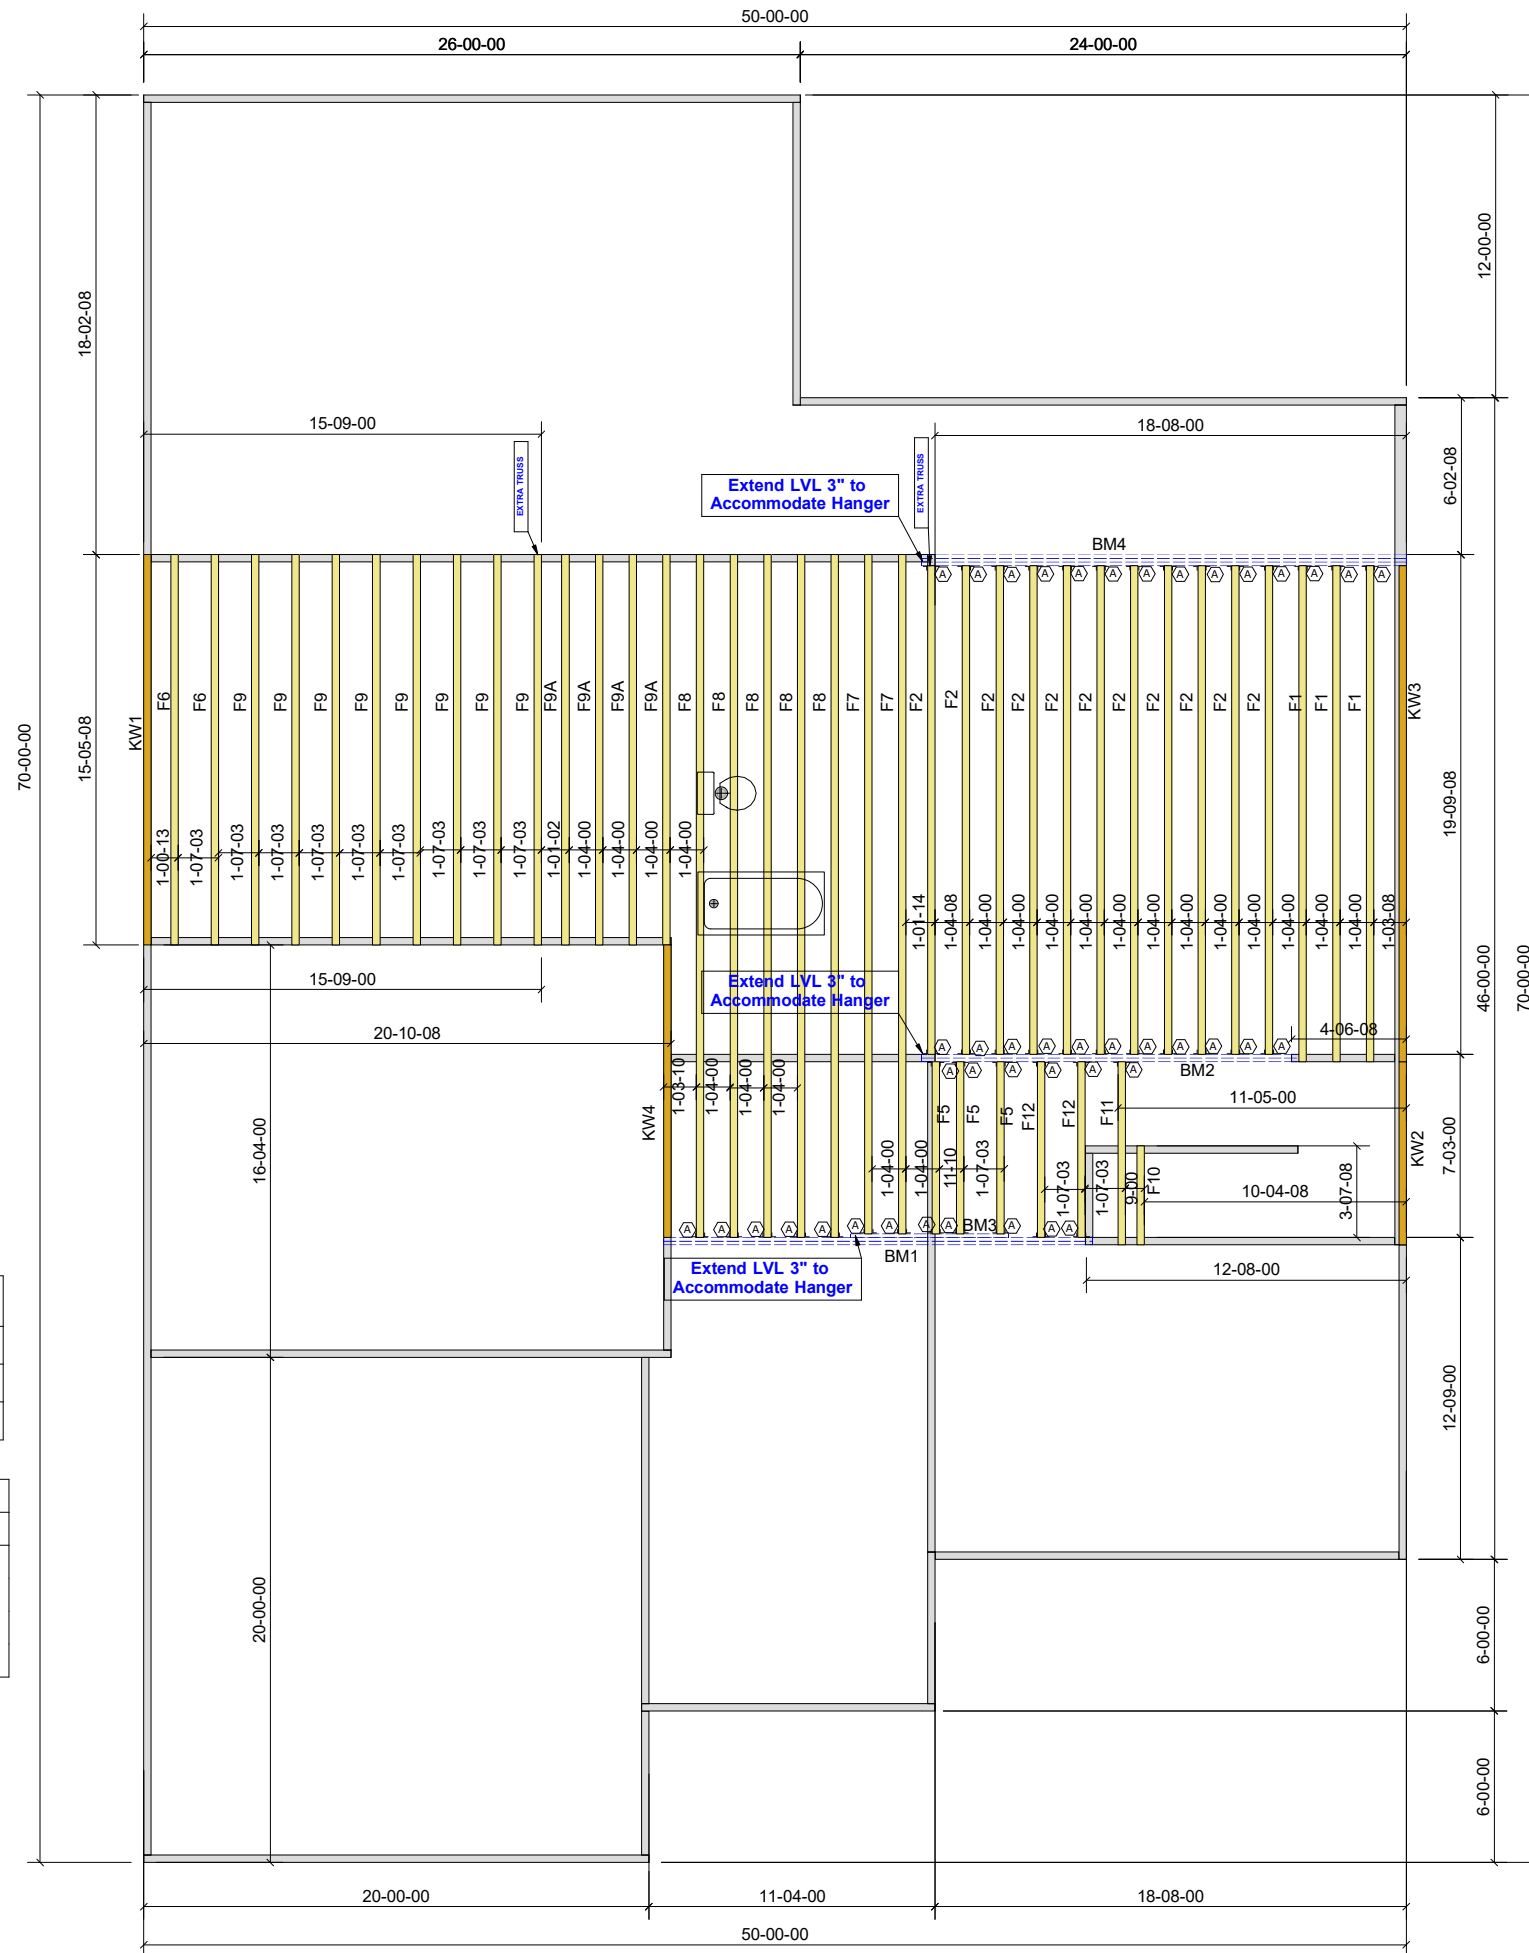 50-00-00
26-00-00
24-00-00
18-02-08
12-00-00
70-00-00
15-09-00
18-08-00
6-02-08
EXTRA TRUSS
EXTRA TRUSS
Extend LVL 3" to
Accommodate Hanger
BM4
A A A A A A A A A A A A A A
KW1
F6
F6
F9
F9
F9
F9
F9
F9
F9
F9
F9A
F9A
F9A
F9A
F8
F8
F8
F8
F8
F7
F7
F2
F2
F2
F2
F2
F2
F2
F2
F2
F2
F2
F1
F1
F1
KW3
15-05-08
19-09-08
1-00-13
1-07-03
1-07-03
1-07-03
1-07-03
1-07-03
1-07-03
1-07-03
1-07-03
1-07-03
1-01-02
1-04-00
1-04-00
1-04-00
1-04-00
1-01-14
1-04-08
1-04-00
1-04-00
1-04-00
1-04-00
1-04-00
1-04-00
1-04-00
1-04-00
1-04-00
1-04-00
1-04-00
1-04-00
1-03-08
46-00-00
70-00-00
15-09-00
20-10-08
Extend LVL 3" to
Accommodate Hanger
4-06-08
A A A A A A A A A A A
BM2
A A A A A A
16-04-00
KW4
1-03-10
1-04-00
1-04-00
1-04-00
F5
F5
F5
F12
F12
F11
11-05-00
KW2
7-03-00
1-04-00
1-04-00
11-10
1-07-03
1-07-03
1-07-03
9-00
F10
10-04-08
3-07-08
A A A A A A A A A BM3 A A A
BM1
Extend LVL 3" to
Accommodate Hanger
12-08-00
12-09-00
20-00-00
6-00-00
6-00-00
20-00-00
11-04-00
18-08-00
50-00-00